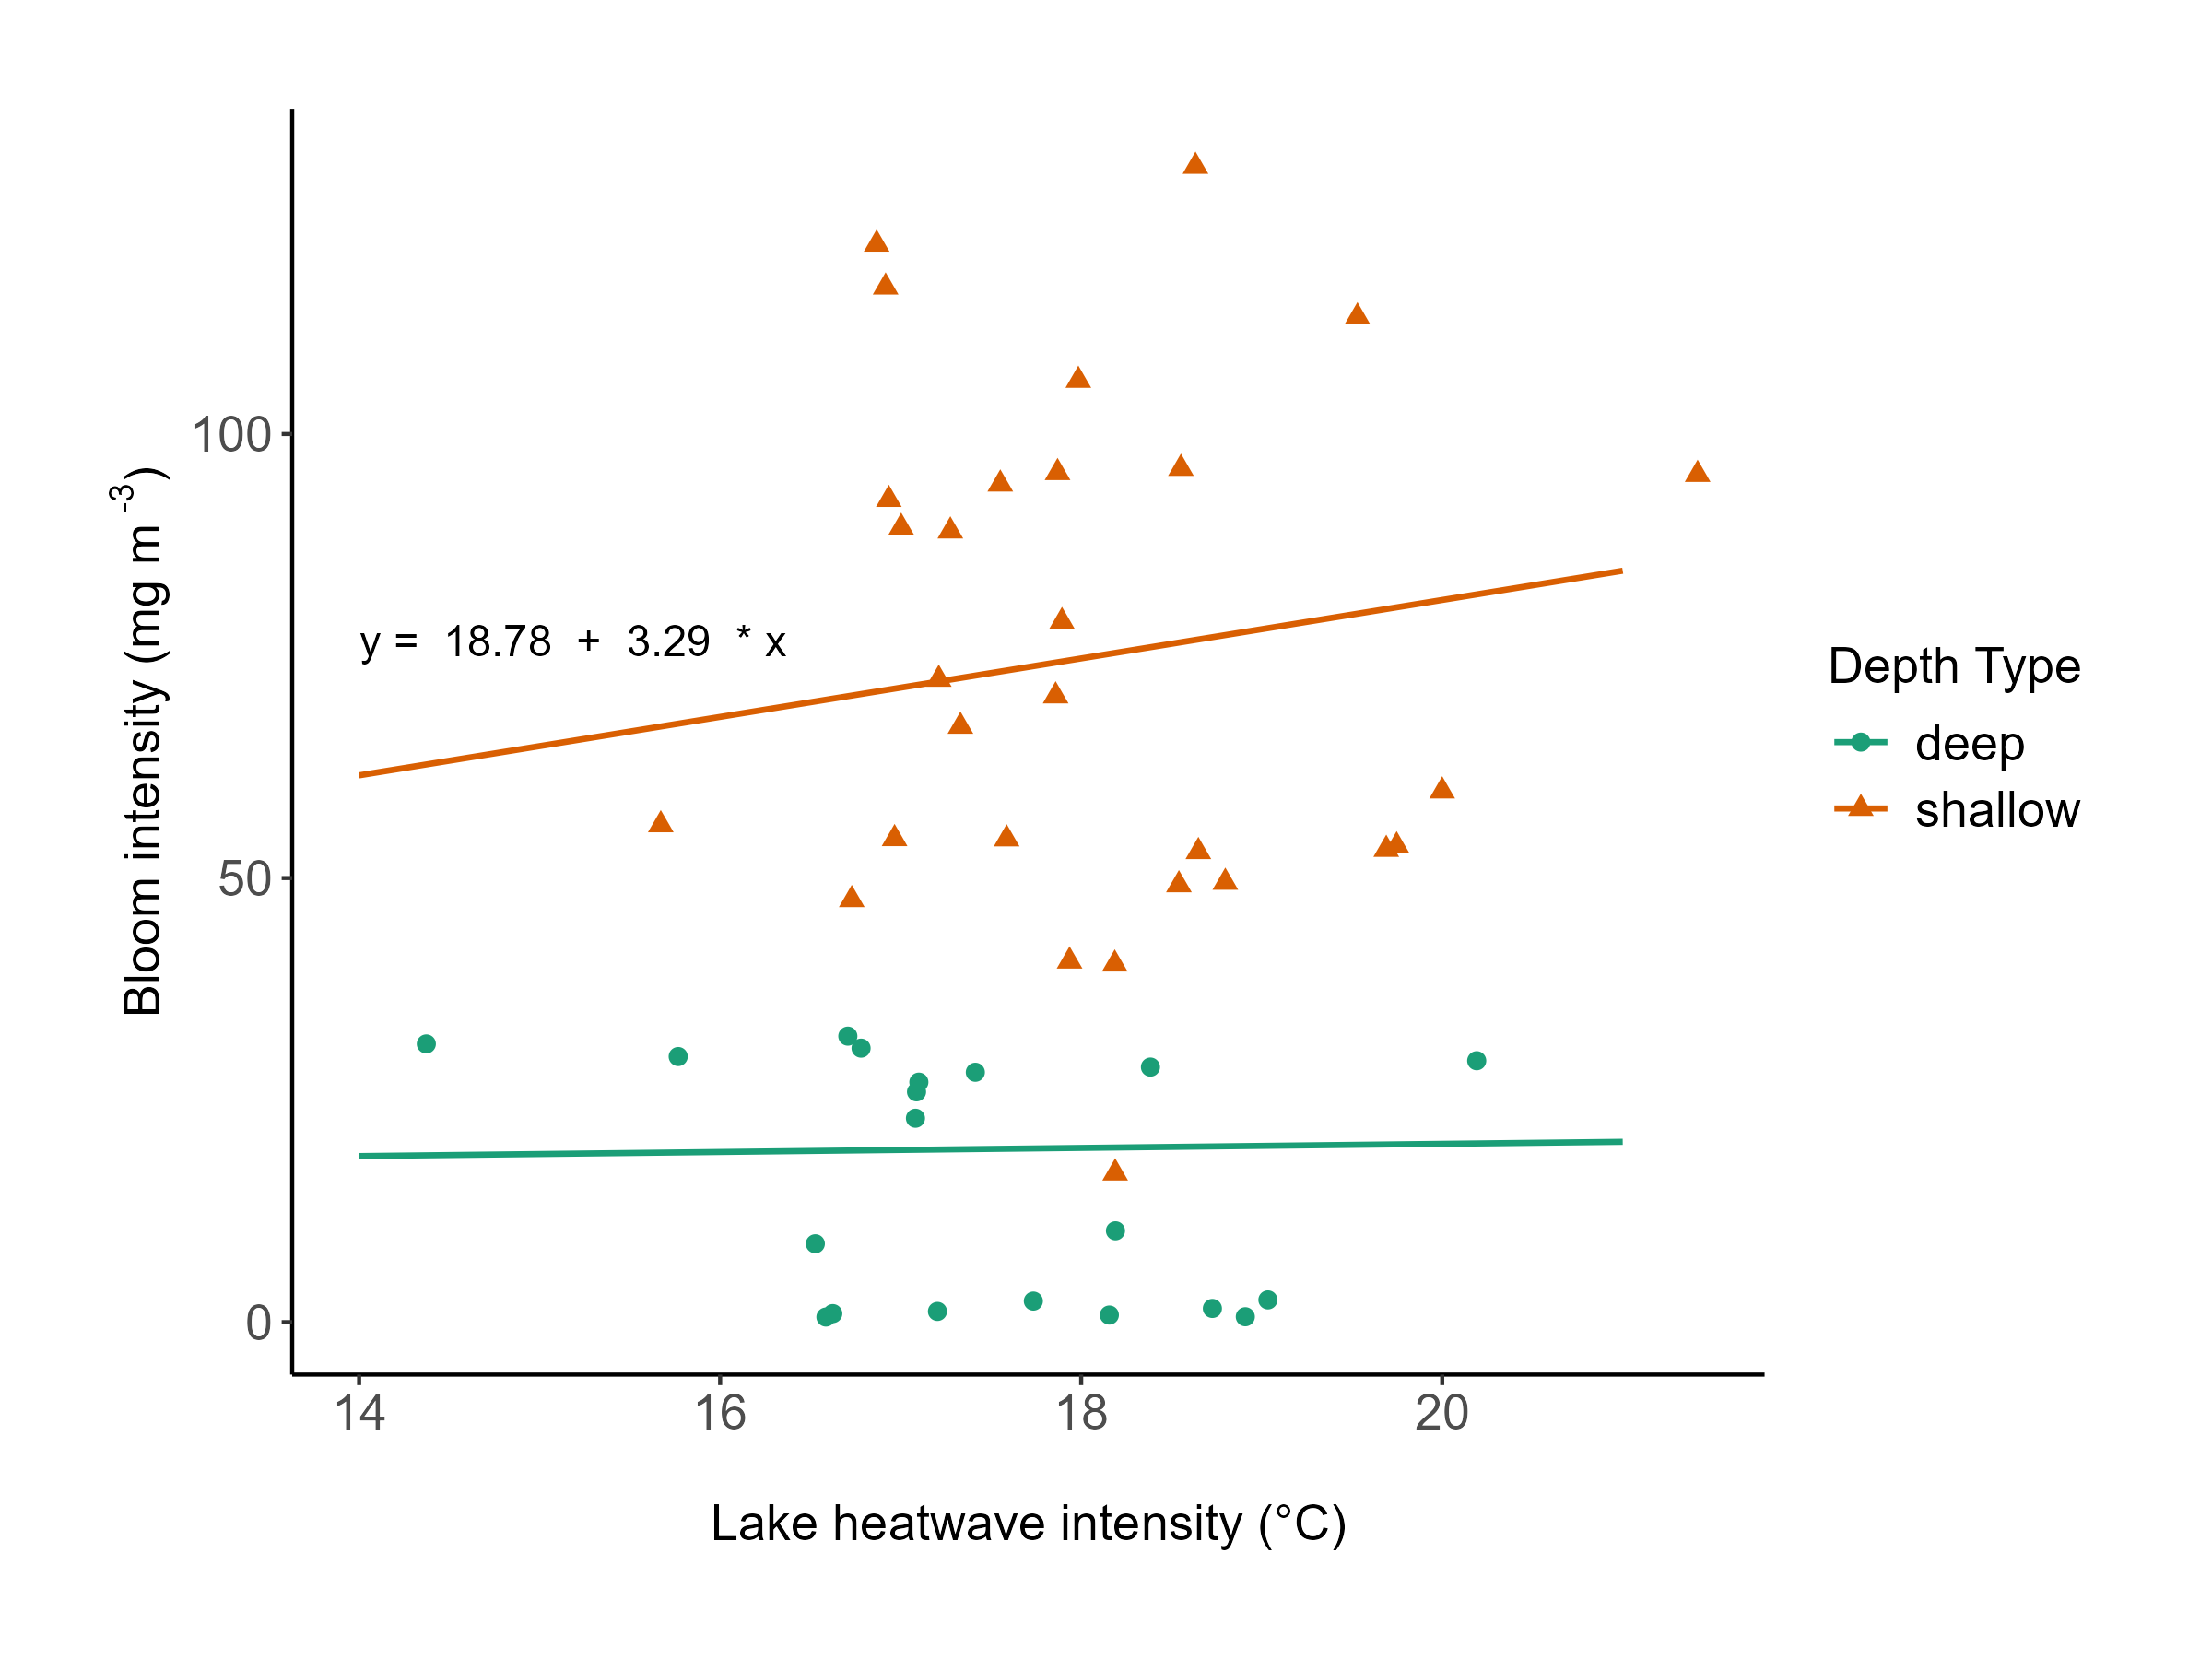 Bloom intensity (mg m -3)
100
50
0
y = 18.78 + 3.29 * x
14 16 18 20
Lake heatwave intensity (°C)
Depth Type
deep
shallow